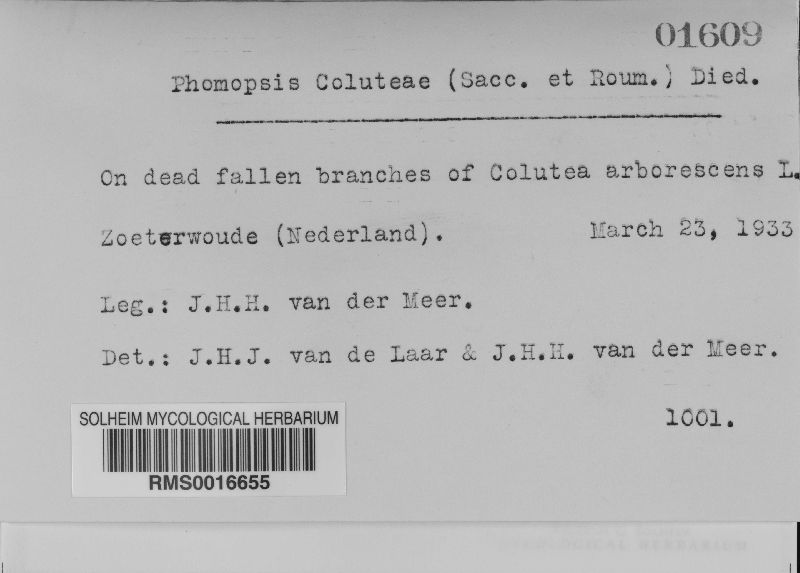 01609
Phomopsis Coluteae (Sacc. et Roum.) Died.
On dead fallen branches of Colutea arborescens L.
Zoeterwoude (Nederland). March 23, 1933
Leg.: J.H.H. van der Meer.
Det.: J.H.J. van de Laar & J.H.H. van der Meer.
1001.
SOLHEIM MYCOLOGICAL HERBARIUM
RMS0016655